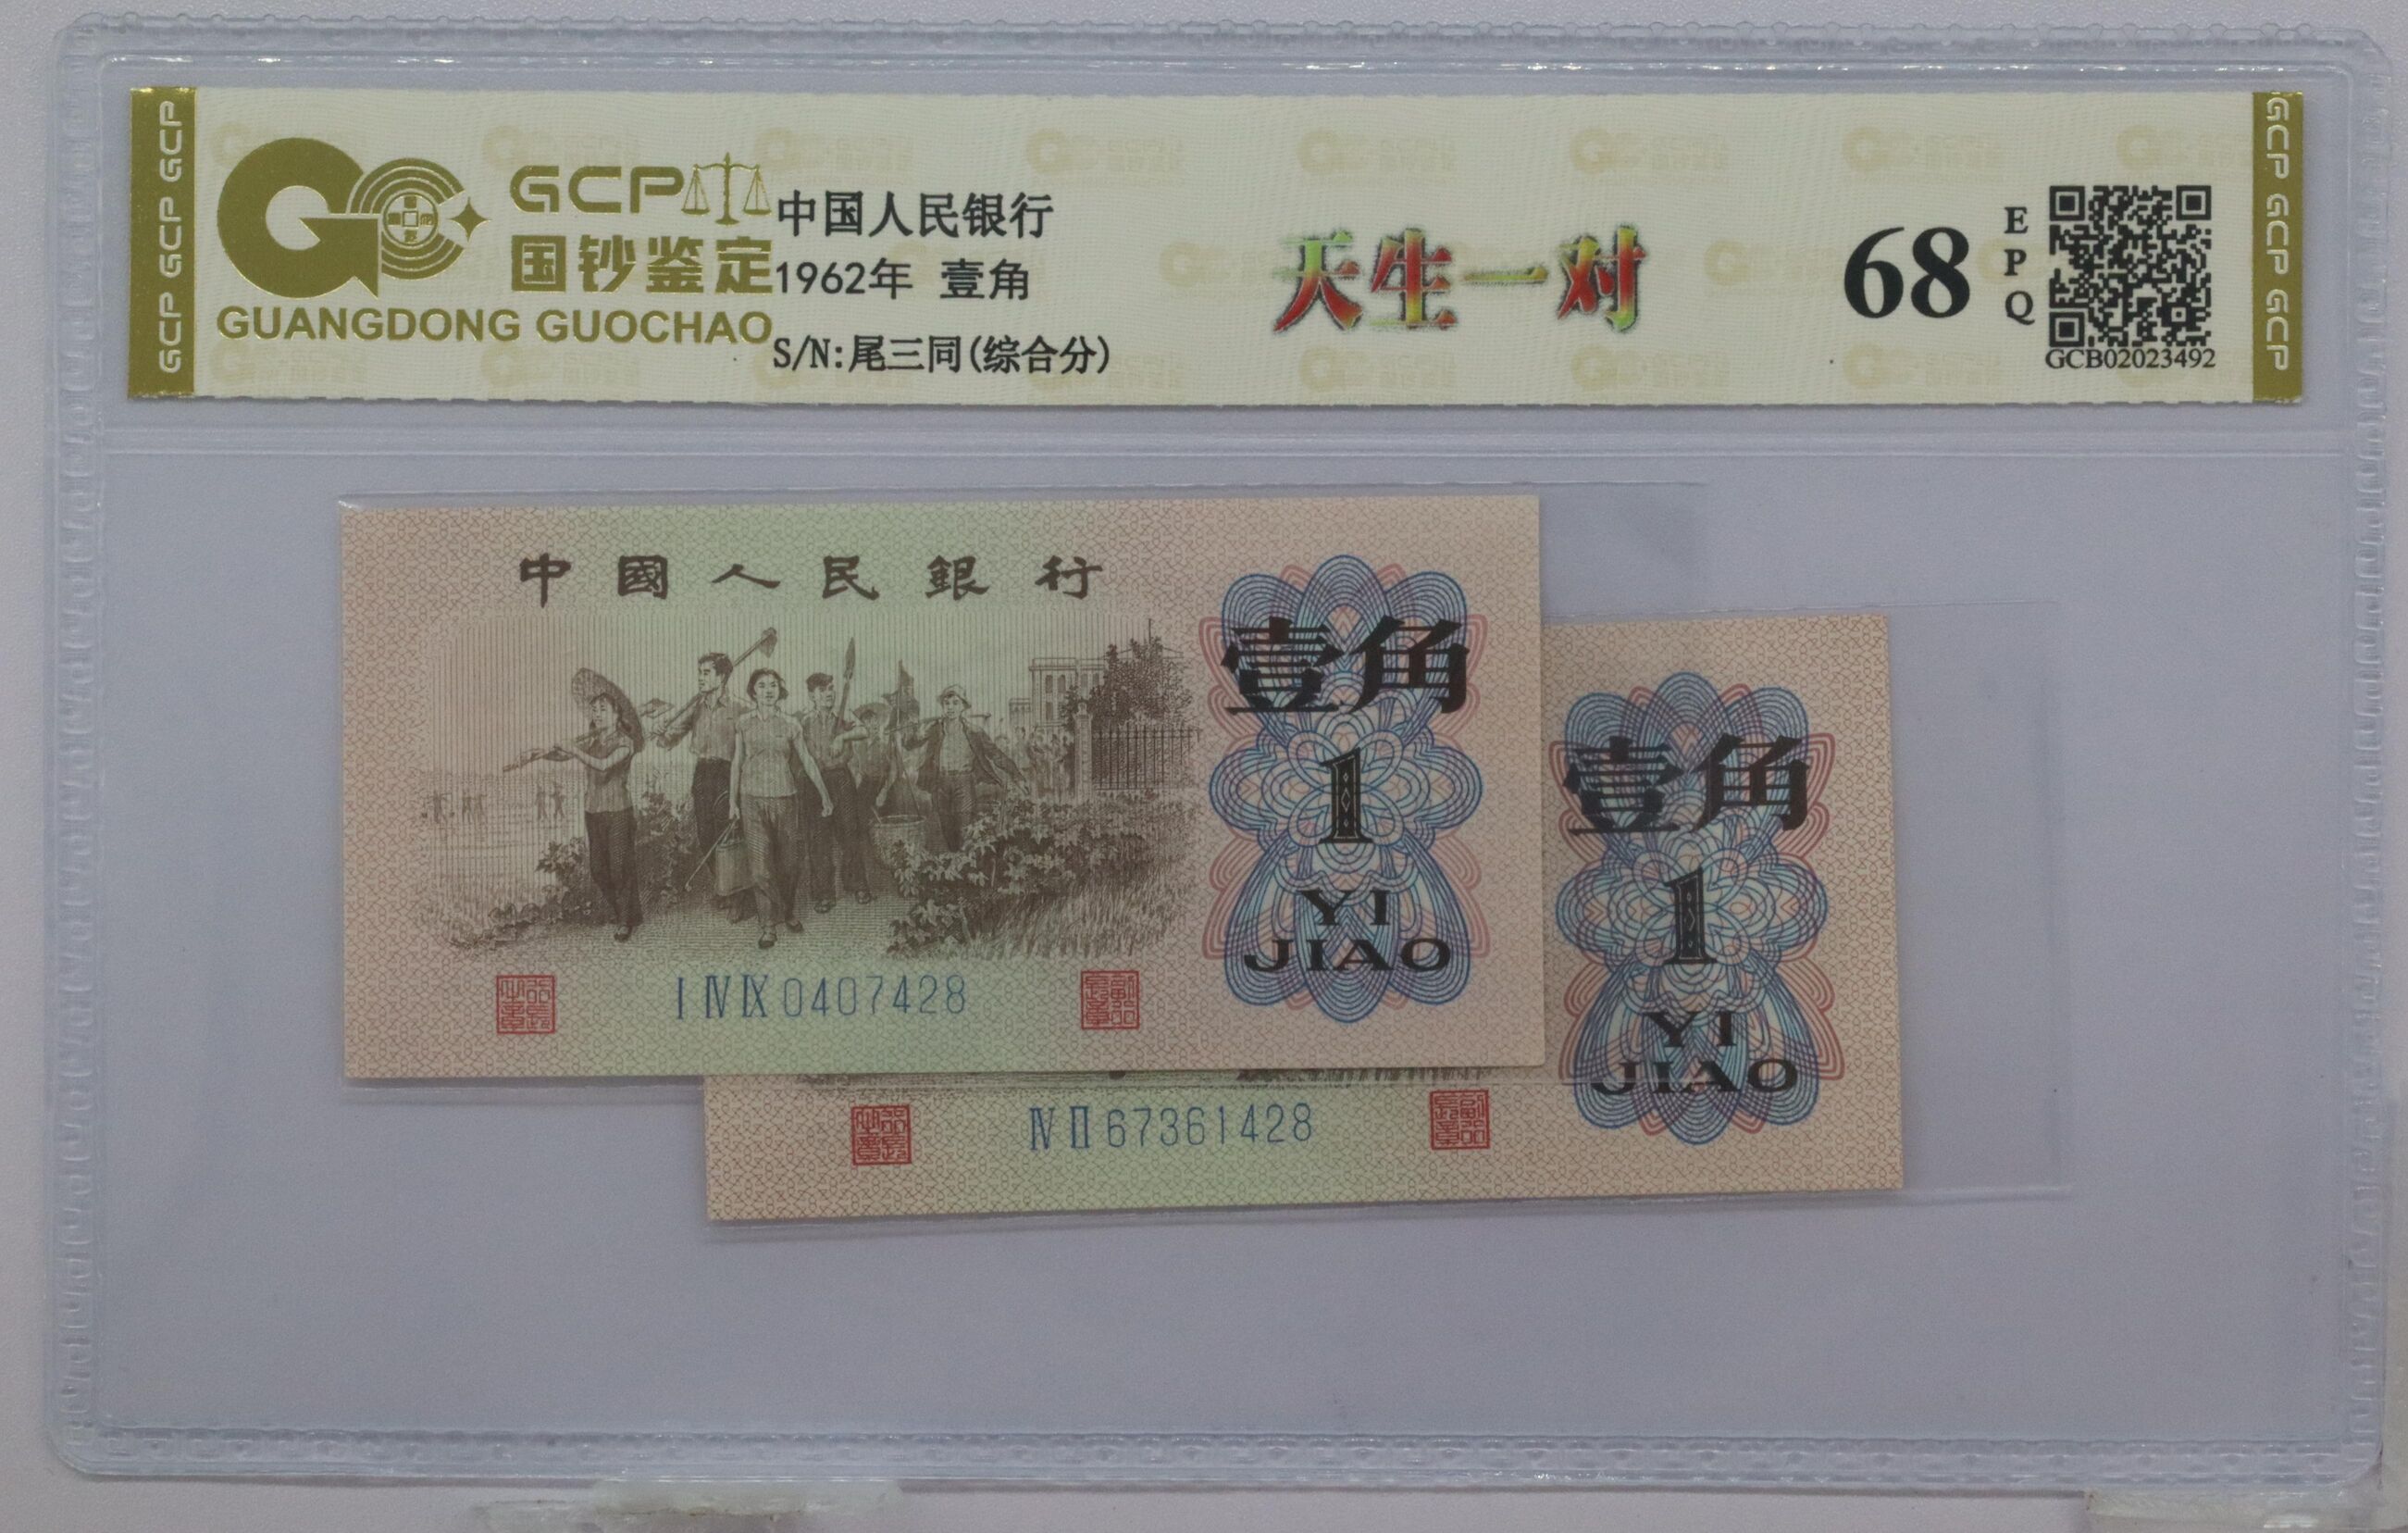 GCP GCP GCP
GCP
国钞鉴定
GUANGDONG GUOCHAO
中国人民银行
1962年 壹角
S/N:尾三同(综合分)
天生一对
68
EPQ
GCB02023492
GCP GCP GCP
中國人民銀行
壹角
1
YI
JIAO
I IV IX 0407428
壹角
1
YI
JIAO
IV II 67361428